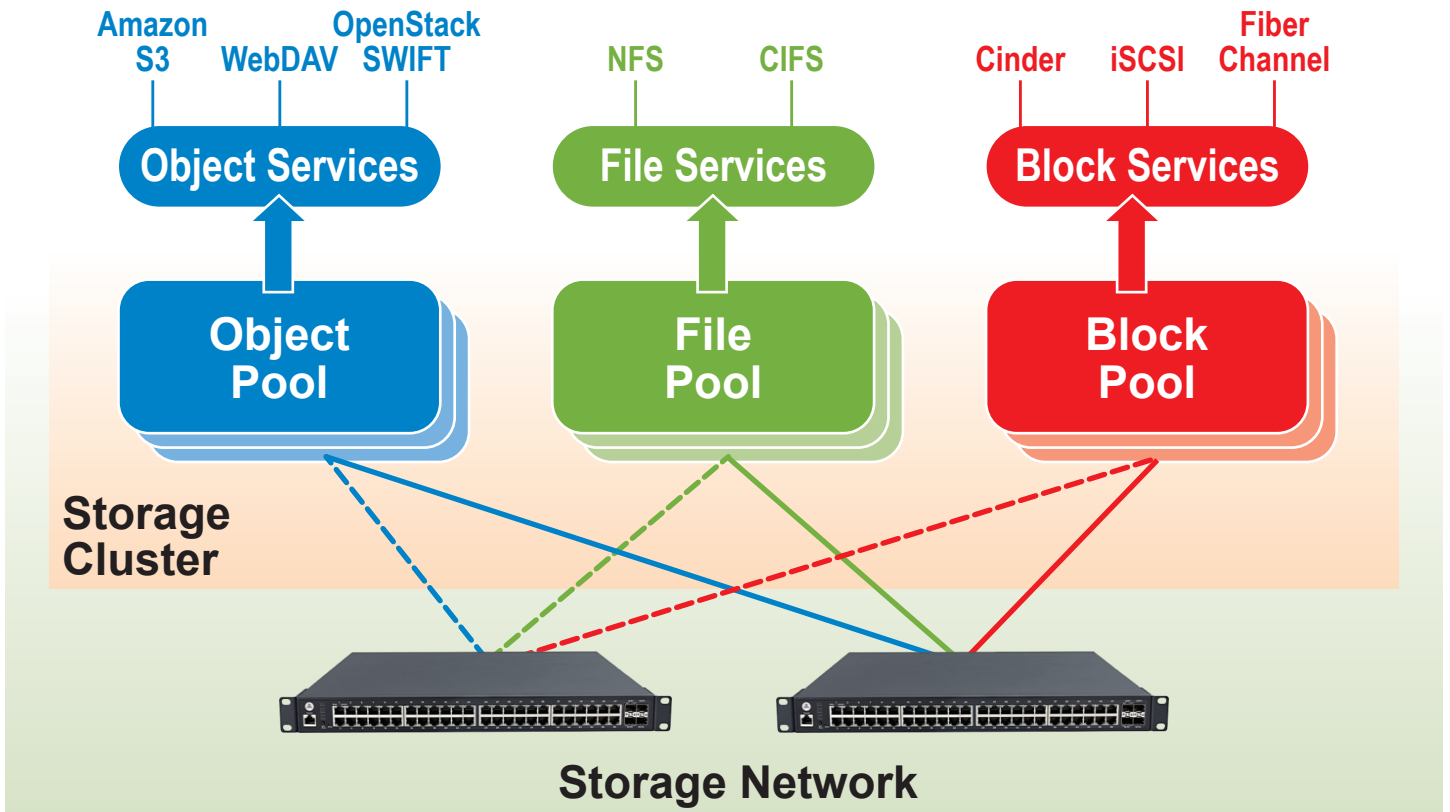 Amazon
S3
WebDAV
OpenStack
SWIFT
NFS
CIFS
Cinder
iSCSI
Fiber
Channel
Object Services
File Services
Block Services
Object
Pool
File
Pool
Block
Pool
Storage
Cluster
Storage Network